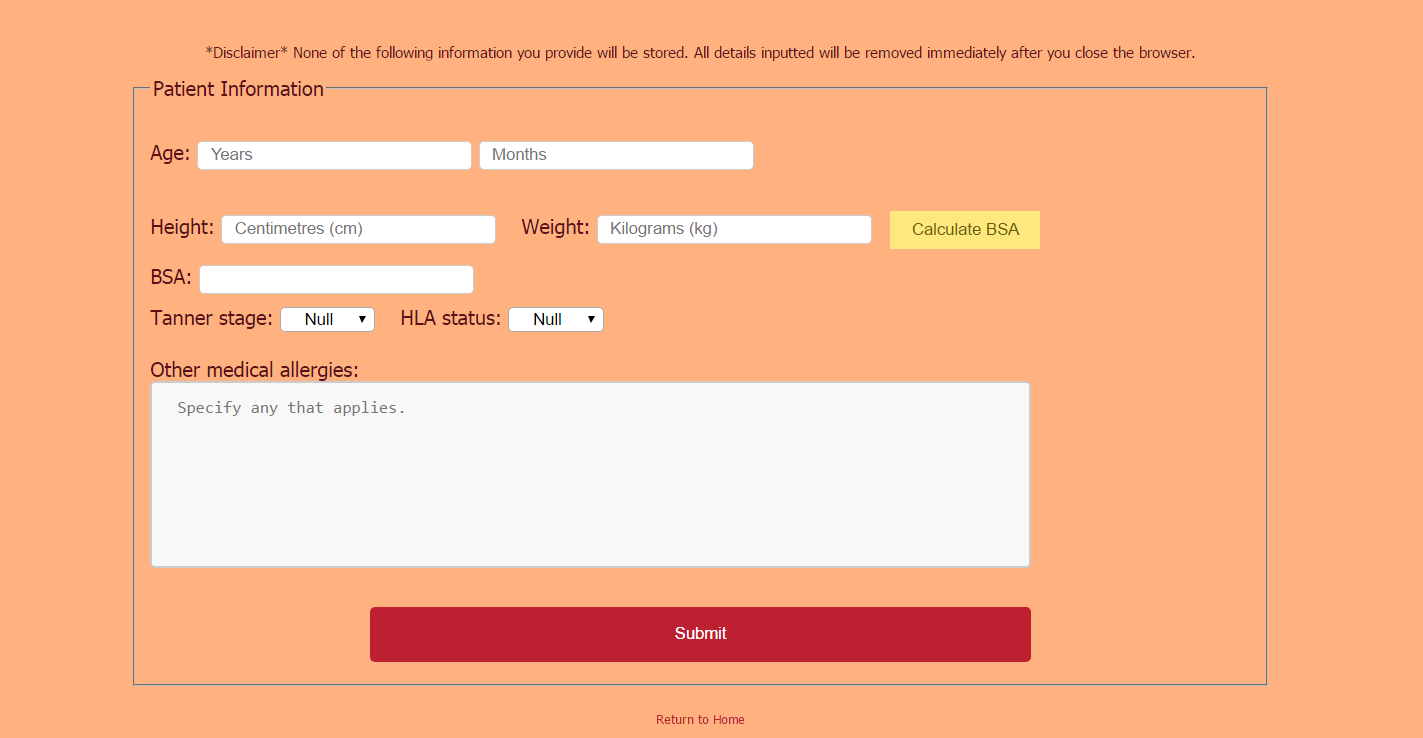 *Disclaimer* None of the following information you provide will be stored. All details inputted will be removed immediately after you close the browser.
Patient Information
Age: Years Months
Height: Centimetres (cm) Weight: Kilograms (kg) Calculate BSA
BSA:
Tanner stage: Null HLA status: Null
Other medical allergies:
Specify any that applies.
Submit
Return to Home